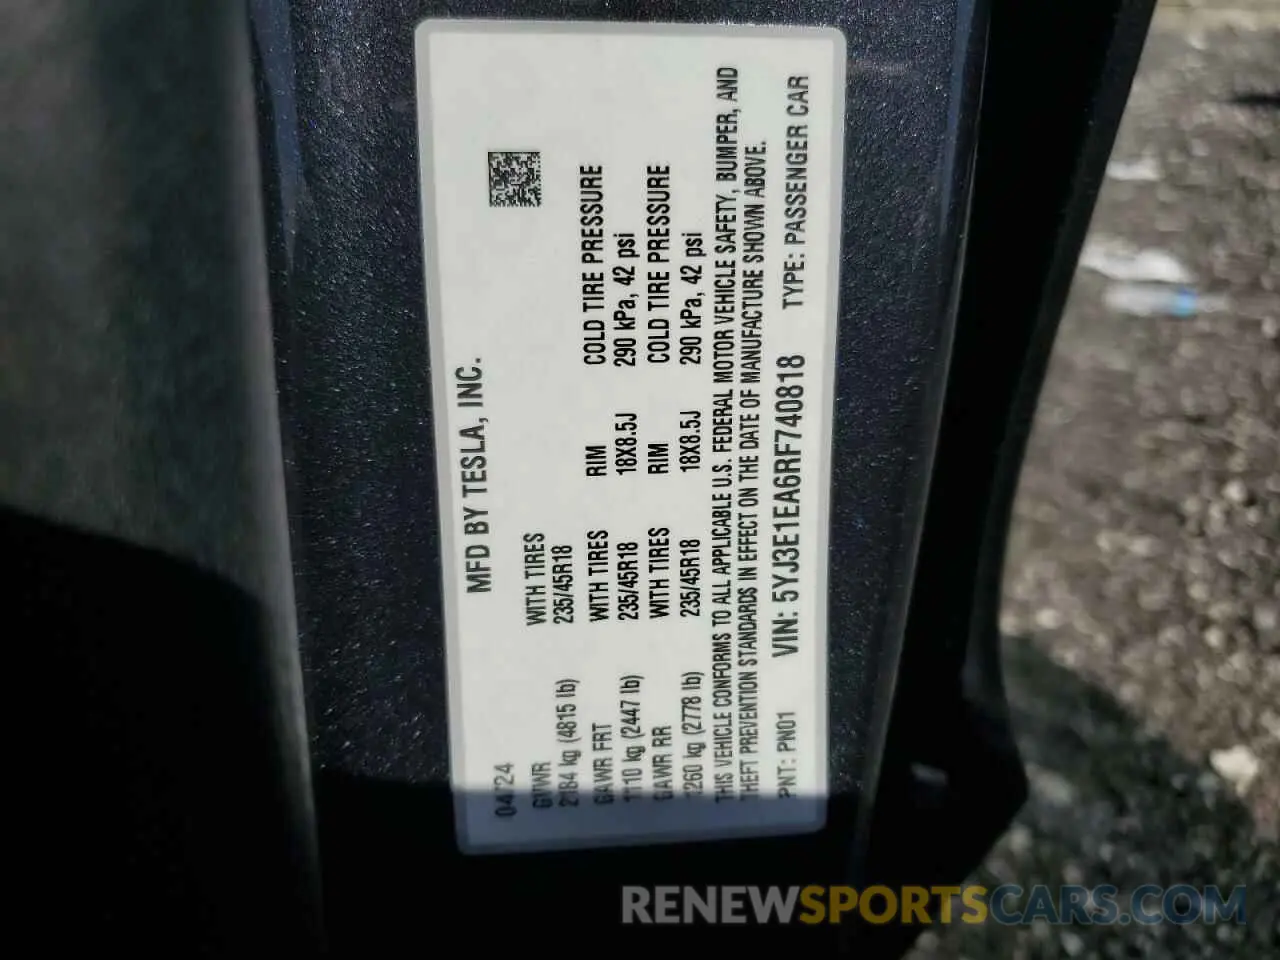 MFD BY TESLA, INC.
04/24
GVWR WITH TIRES
2184 kg (4815 lb) 235/45R18
GAWR FRT WITH TIRES RIM COLD TIRE PRESSURE
1110 kg (2447 lb) 235/45R18 18X8.5J 290 kPa, 42 psi
GAWR RR WITH TIRES RIM COLD TIRE PRESSURE
1260 kg (2778 lb) 235/45R18 18X8.5J 290 kPa, 42 psi
THIS VEHICLE CONFORMS TO ALL APPLICABLE U.S. FEDERAL MOTOR VEHICLE SAFETY, BUMPER, AND
THEFT PREVENTION STANDARDS IN EFFECT ON THE DATE OF MANUFACTURE SHOWN ABOVE.
PNT: PN01 VIN: 5YJ3E1EA6RF740818 TYPE: PASSENGER CAR
RENEWSPORTSCARS.COM